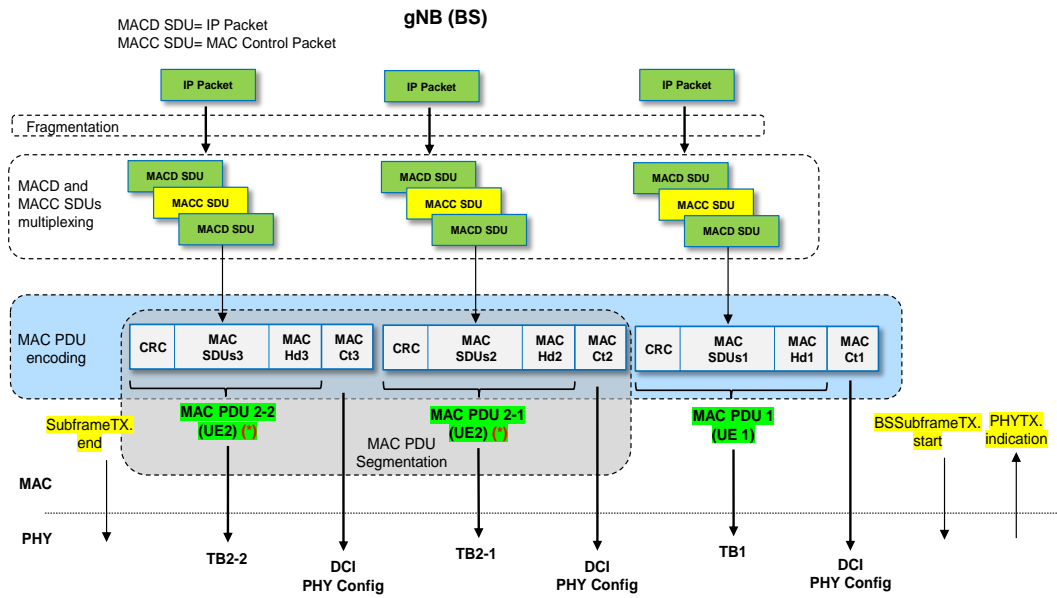 gNB (BS)
MACD SDU= IP Packet
MACC SDU= MAC Control Packet
IP Packet
IP Packet
IP Packet
Fragmentation
MACD and
MACC SDUs
multiplexing
MACD SDU
MACC SDU
MACD SDU
MACD SDU
MACC SDU
MACD SDU
MACD SDU
MACC SDU
MACD SDU
MAC PDU
encoding
CRC
MAC
SDUs3
MAC
Hd3
MAC
Ct3
CRC
MAC
SDUs2
MAC
Hd2
MAC
Ct2
CRC
MAC
SDUs1
MAC
Hd1
MAC
Ct1
SubframeTX.
end
MAC PDU 2-2
(UE2) (*)
MAC PDU 2-1
(UE2) (*)
MAC PDU
Segmentation
MAC PDU 1
(UE 1)
BSSubframeTX.
start
PHYTX.
indication
MAC
PHY
TB2-2
DCI
PHY Config
TB2-1
DCI
PHY Config
TB1
DCI
PHY Config